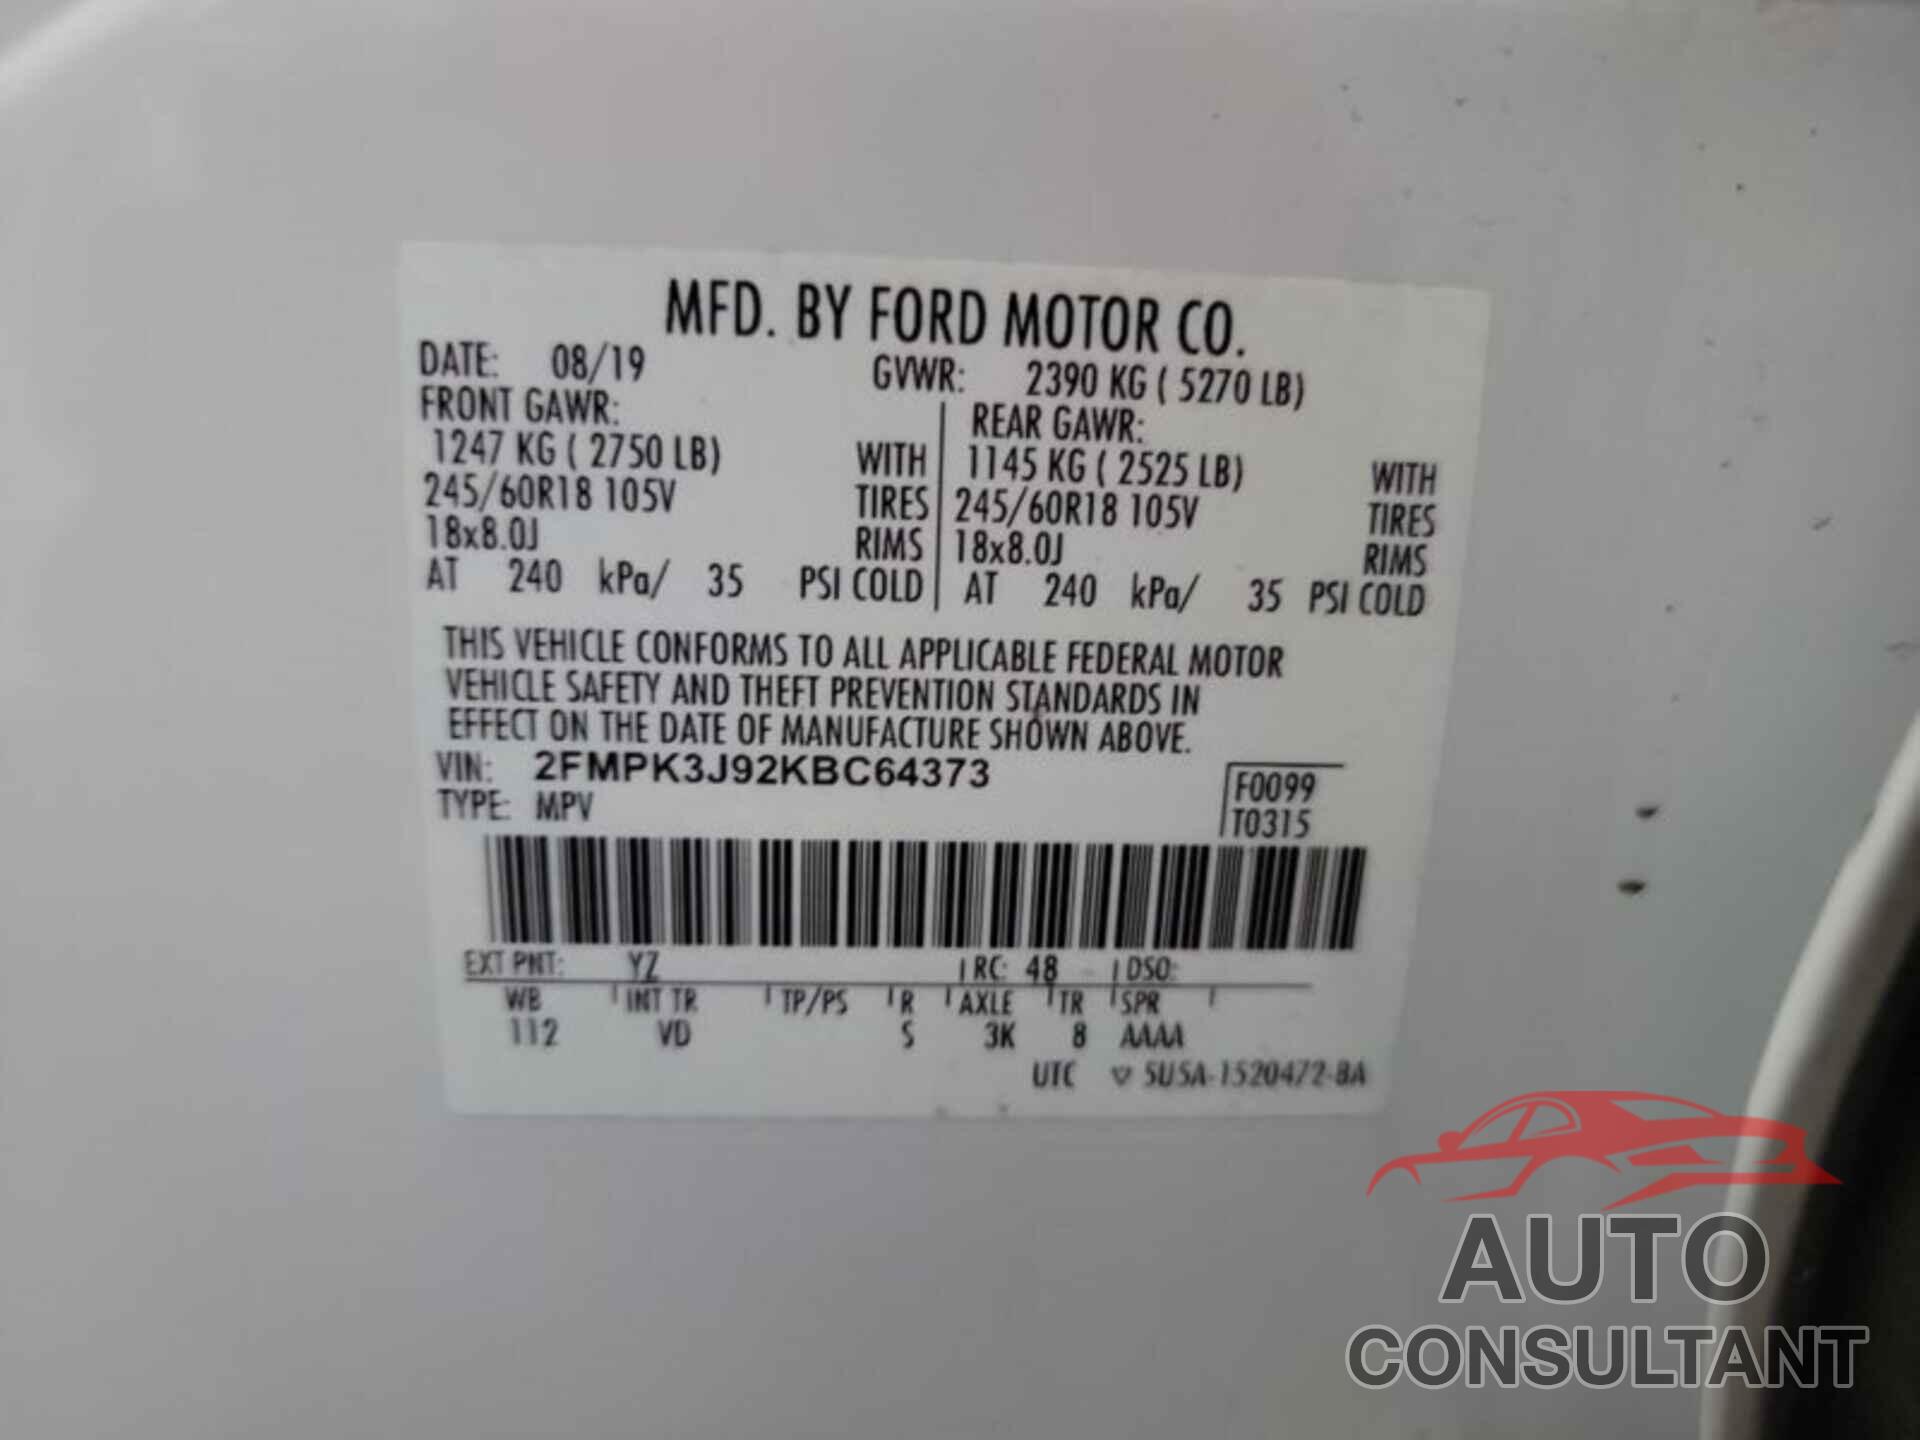 MFD. BY FORD MOTOR CO.
DATE: 08/19 GVWR: 2390 KG ( 5270 LB)
FRONT GAWR: REAR GAWR:
1247 KG ( 2750 LB) WITH 1145 KG ( 2525 LB) WITH
245/60R18 105V TIRES 245/60R18 105V TIRES
18x8.0J RIMS 18x8.0J RIMS
AT 240 kPa/ 35 PSI COLD AT 240 kPa/ 35 PSI COLD
THIS VEHICLE CONFORMS TO ALL APPLICABLE FEDERAL MOTOR
VEHICLE SAFETY AND THEFT PREVENTION STANDARDS IN
EFFECT ON THE DATE OF MANUFACTURE SHOWN ABOVE.
VIN: 2FMPK3J92KBC64373
TYPE: MPV
F0099
T0315
EXT PNT: YZ RC: 48 DSO:
WB INT TR TP/PS R AXLE TR SPR
112 VD S 3K 8 AAAA
UTC ▽ 5U5A-1520472-BA
AUTO
CONSULTANT